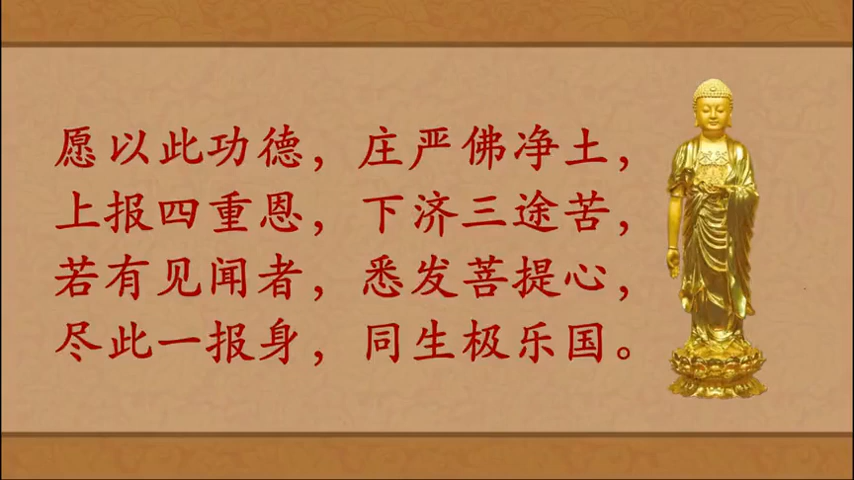 愿以此功德，庄严佛净土，
上报四重恩，下济三途苦，
若有见闻者，悉发菩提心，
尽此一报身，同生极乐国。